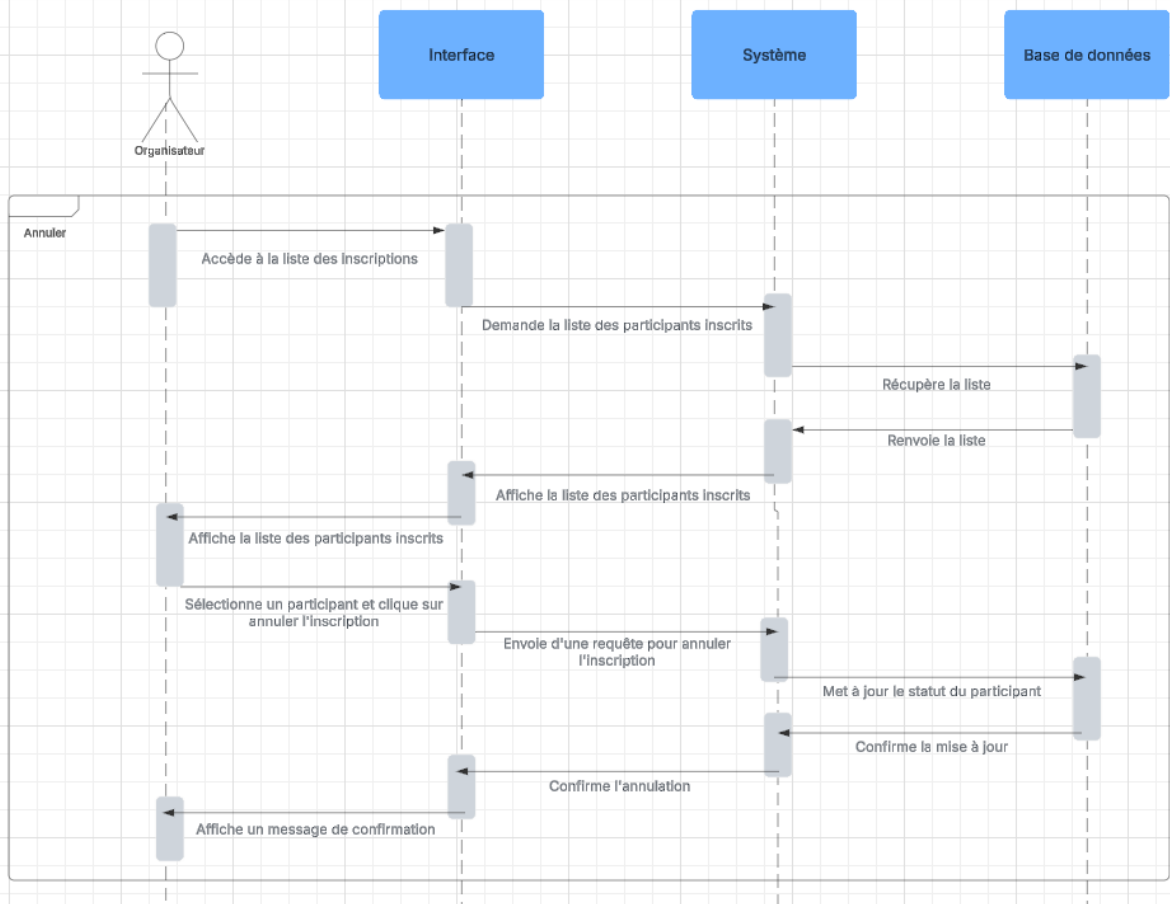 Interface
Système
Base de données
Organisateur
Annuler
Accède à la liste des inscriptions
Demande la liste des participants inscrits
Récupère la liste
Renvoie la liste
Affiche la liste des participants inscrits
Affiche la liste des participants inscrits
Sélectionne un participant et clique sur
annuler l'inscription
Envoie d'une requête pour annuler
l'inscription
Met à jour le statut du participant
Confirme la mise à jour
Confirme l'annulation
Affiche un message de confirmation